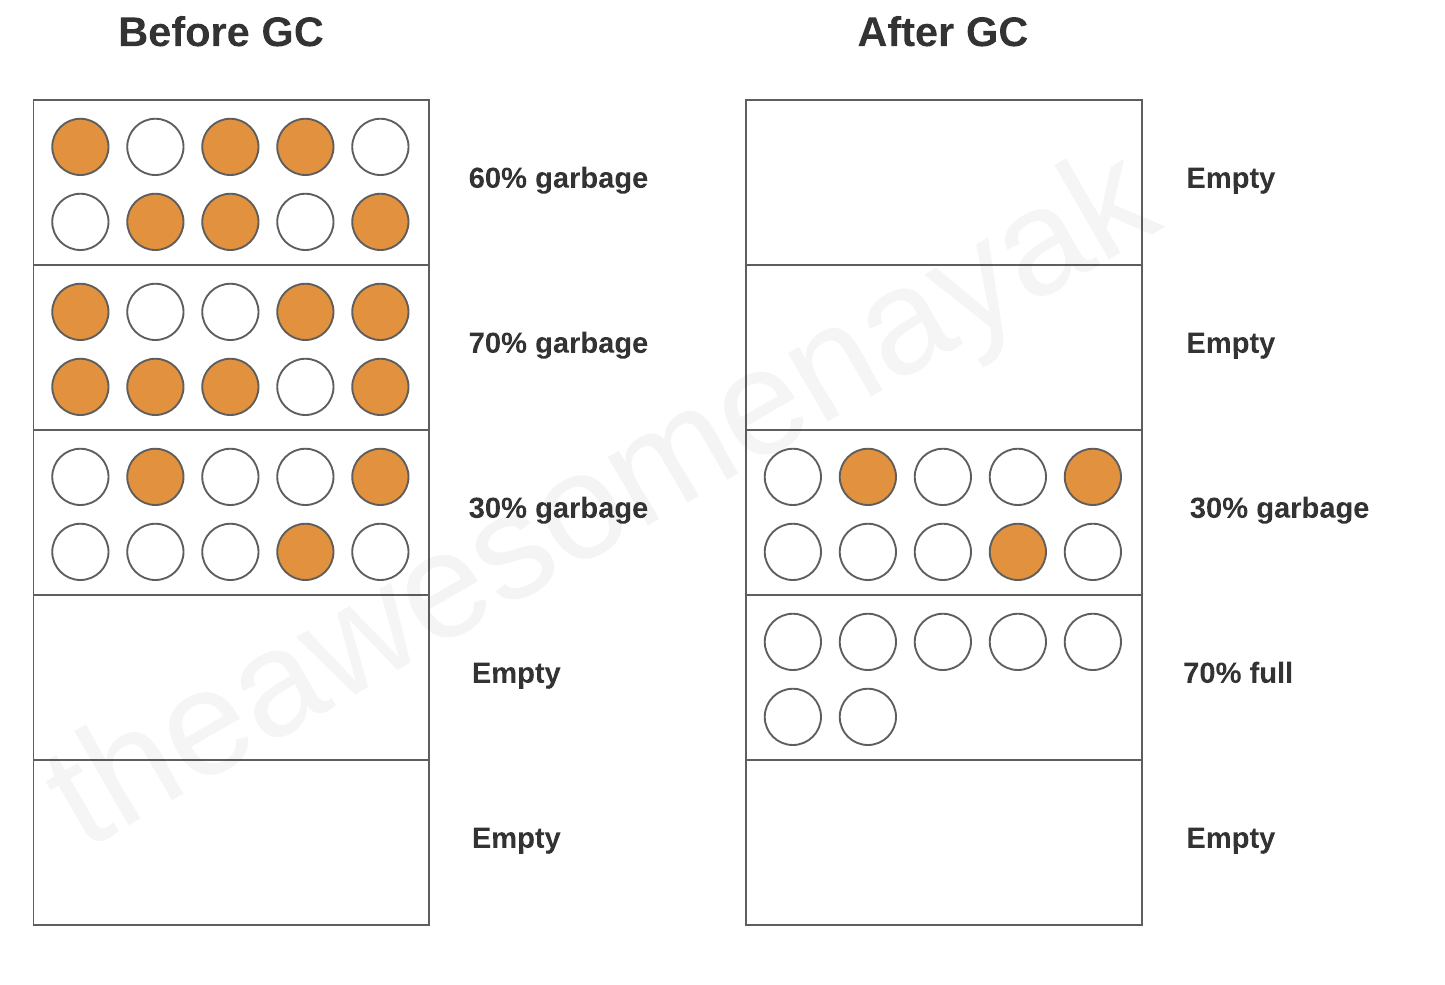 Before GC
After GC
60% garbage
Empty
70% garbage
Empty
30% garbage
30% garbage
Empty
70% full
Empty
Empty
theawesomenayak